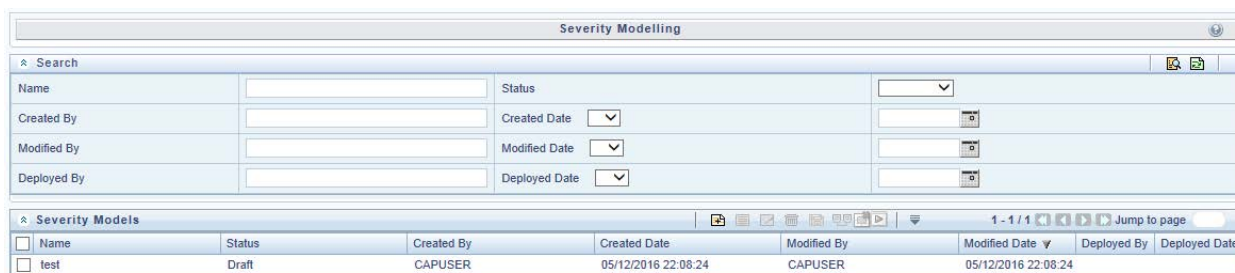 Severity Modelling
Search
Name Status
Created By Created Date
Modified By Modified Date
Deployed By Deployed Date
Severity Models 1 - 1 / 1 Jump to page
Name Status Created By Created Date Modified By Modified Date Deployed By Deployed Date
test Draft CAPUSER 05/12/2016 22:08:24 CAPUSER 05/12/2016 22:08:24